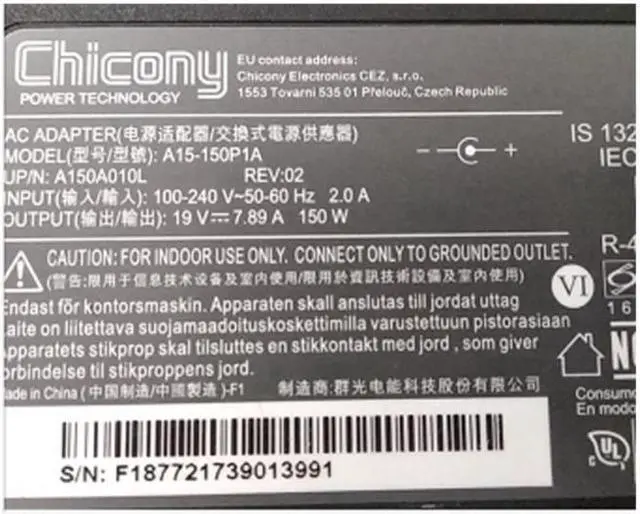 Chicony
POWER TECHNOLOGY
EU contact address:
Chicony Electronics CEZ, s.r.o.
1553 Tovarni 535 01 Přelouč, Czech Republic
AC ADAPTER(电源适配器/交換式電源供應器)
MODEL(型号/型號): A15-150P1A
UP/N: A150A010L REV:02
INPUT(输入/輸入): 100-240 V~50-60 Hz 2.0 A
OUTPUT(输出/輸出): 19 V⎓7.89 A 150 W
IS 132
IEC
CAUTION: FOR INDOOR USE ONLY. CONNECT ONLY TO GROUNDED OUTLET.
(警告:限用于信息技术设备及室内使用/限用於資訊技術設備及室內使用)
VI
R-4
Endast för kontorsmaskin. Apparaten skall anslutas till jordat uttag
Laite on liitettava suojamaadoituskoskettimilla varustettuun pistorasiaan
Apparatets stikprop skal tilsluttes en stikkontakt med jord , som giver
orbindelse til stikproppens jord.
ade in China (中国制造/中國製造)-F1 制造商:群光电能科技股份有限公司
Consumo
En modo
UL
S/N: F187721739013991